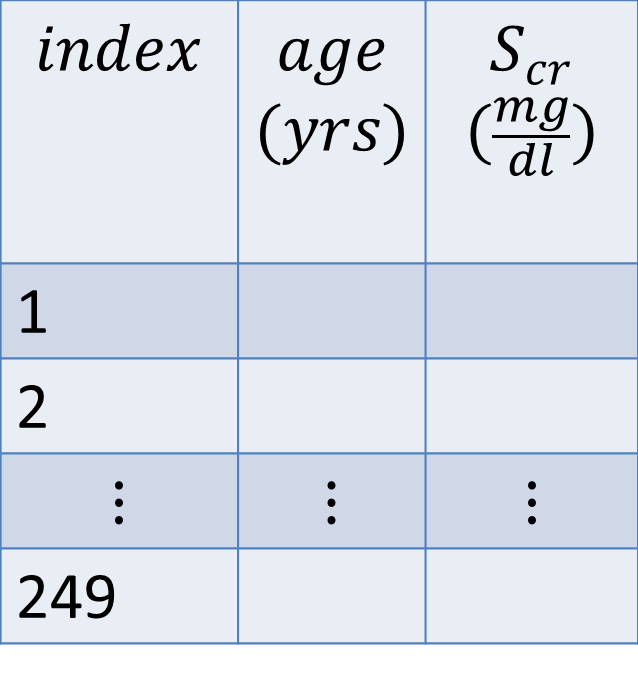 index age S_cr
(yrs) (mg/dl)
1
2
⋮ ⋮ ⋮
249